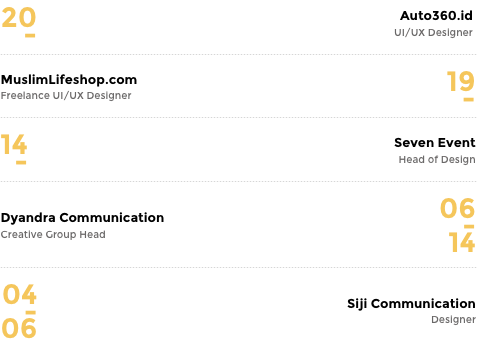 20
Auto360.id
UI/UX Designer
MuslimLifeshop.com
Freelance UI/UX Designer
19
14
Seven Event
Head of Design
Dyandra Communication
Creative Group Head
06
14
04
06
Siji Communication
Designer